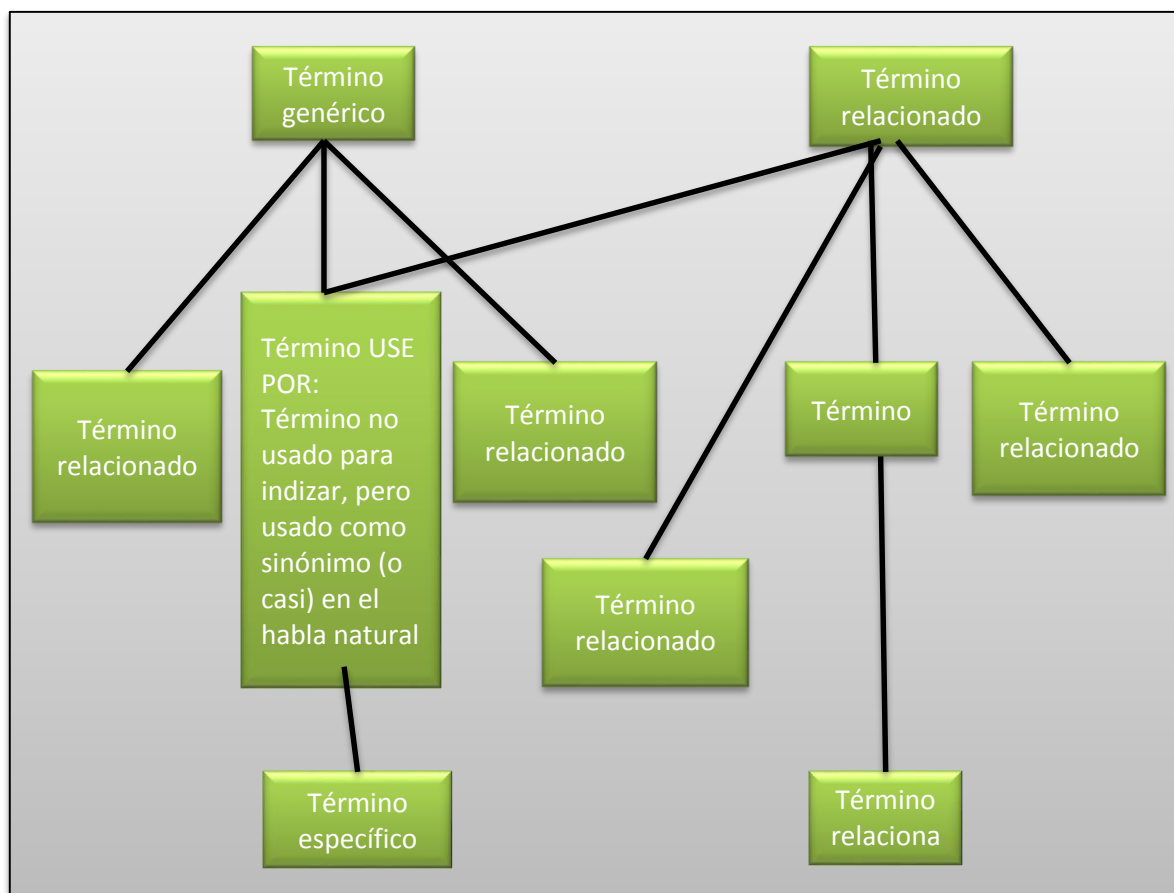 Término
genérico
Término
relacionado
Término
relacionado
Término USE
POR:
Término no
usado para
indizar, pero
usado como
sinónimo (o
casi) en el
habla natural
Término
relacionado
Término
Término
relacionado
Término
relacionado
Término
específico
Término
relaciona